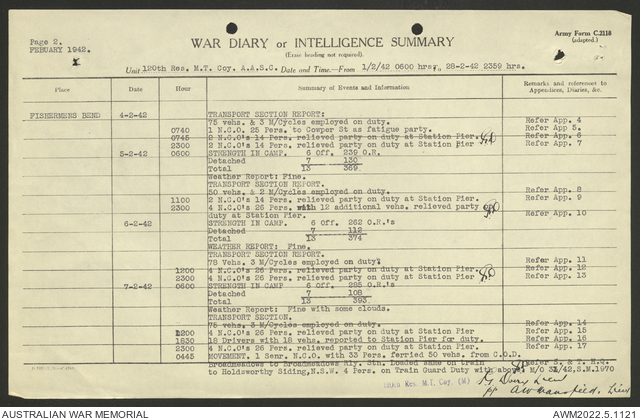 Page 2.
FEBUARY 1942.
WAR DIARY or INTELLIGENCE SUMMARY
(Erase heading not required).
Army Form C.2118
(adapted.)
Unit 120th Res. M.T. Coy. A.A.S.C. Date and Time.—From 1/2/42 0600 hrs, 28-2-42 2359 hrs.
Place Date Hour Summary of Events and Information Remarks and references to Appendices, Diaries, &c.
FISHERMENS BEND 4-2-42 TRANSPORT SECTION REPORT:
75 vehs. & 3 M/Cycles employed on duty. Refer App. 4
0740 1 N.C.O. 25 Pers. to Cowper St as fatigue party. Refer App. 5.
0745 2 N.C.O's 14 Pers. relieved party on duty at Station Pier. Refer App. 6
2300 2 N.C.O's 14 Pers. relieved party on duty at Station Pier Refer App. 7
5-2-42 0600 STRENGTH IN CAMP. 6 Off. 239 O.R.
Detached 7 130
Total 13 369
Weather Report: Fine.
TRANSPORT SECTION REPORT.
50 vehs. & 2 M/Cycles employed on duty. Refer App. 8
1100 2 N.C.O's 14 Pers. relieved party on duty at Station Pier. Refer App. 9
2300 4 N.C.O's 26 Pers. with 12 additional vehs. relieved party on
duty at Station Pier. Refer App. 10
6-2-42 STRENGTH IN CAMP. 6 Off. 262 O.R.'s
Detached 7 112
Total 13 374
WEATHER REPORT: Fine.
TRANSPORT SECTION REPORT.
78 Vehs. 3 M/Cycles employed on duty. Refer App. 11
1200 4 N.C.O's 26 Pers. relieved party on duty at Station Pier. Refer App. 12
2300 4 N.C.O's 26 Pers. relieved party on duty at Station Pier. Refer App. 13
7-2-42 0600 STRENGTH IN CAMP 6 Off. 285 O.R.'s
Detached 7 108
Total 13 393
Weather Report: Fine with some clouds.
TRANSPORT SECTION.
75 vehs. 3 M/Cycles employed on duty. Refer App. 14
1200 4 N.C.O's 26 Pers. relieved party on duty at Station Pier Refer App. 15
1830 18 Drivers with 18 vehs. reported to Station Pier for duty. Refer App. 16
2300 4 N.C.O's 26 Pers. relieved party on duty at Station Pier. Refer App. 17
0445 MOVEMENT. 1 Senr. N.C.O. with 33 Pers. ferried 50 vehs. from C.O.D.
Broadmeadows to Broadmeadows Rly. Stn. Loaded same on train Refer S. & T. H.Q.
to Holdsworthy Siding, N.S.W. 4 Pers. on Train Guard Duty with above M/O 31/42, S.M.1970
120th Res. M.T. Coy. (M)
AUSTRALIAN WAR MEMORIAL
AWM2022.5.1121